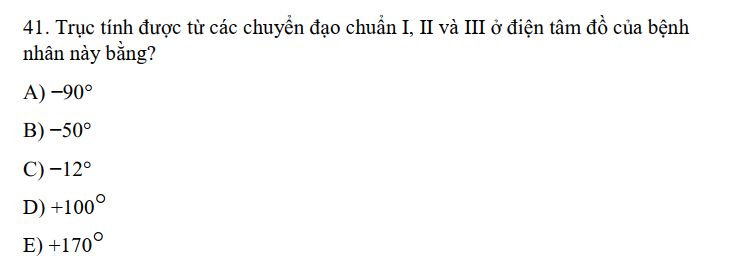 41. Trục tính được từ các chuyển đạo chuẩn I, II và III ở điện tâm đồ của bệnh
nhân này bằng?
A) −90°
B) −50°
C) −12°
D) +100°
E) +170°